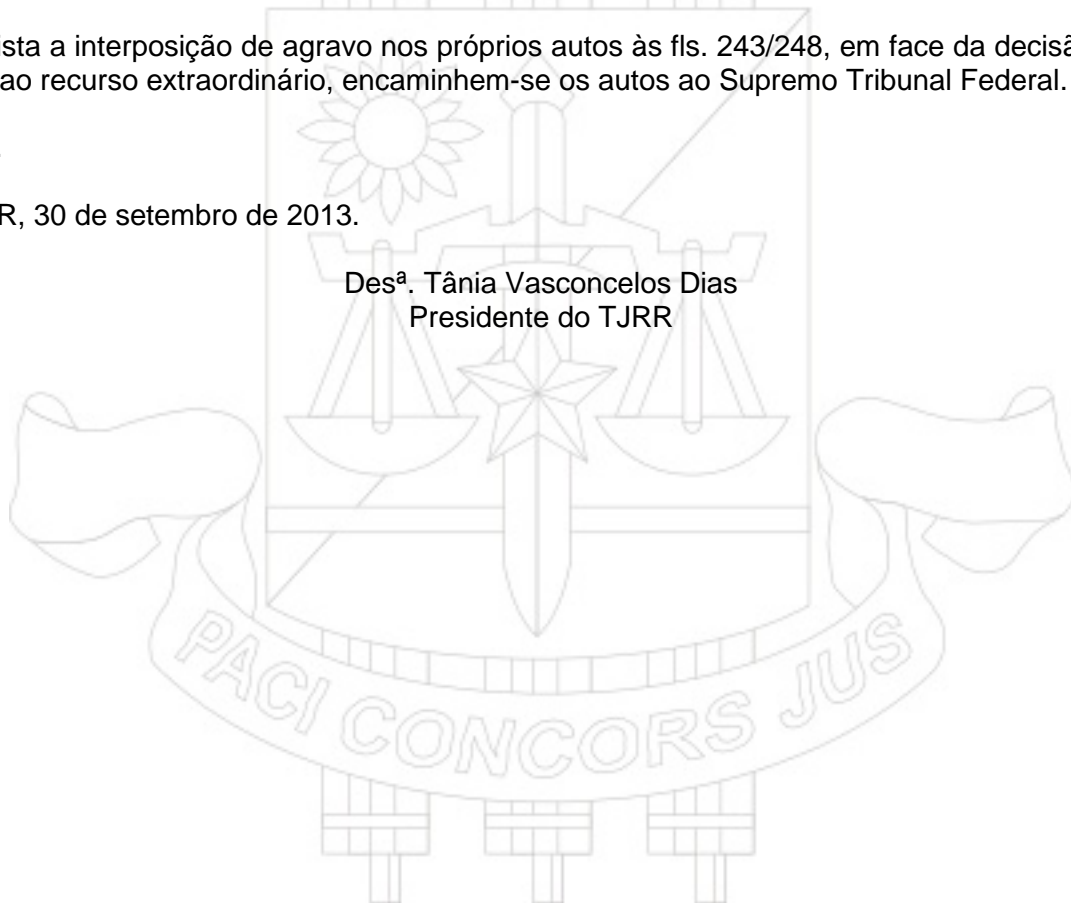 ista a interposição de agravo nos próprios autos às fls. 243/248, em face da decisã
ao recurso extraordinário, encaminhem-se os autos ao Supremo Tribunal Federal.
R, 30 de setembro de 2013.
Desª. Tânia Vasconcelos Dias
Presidente do TJRR
PACI CONCORS JUS